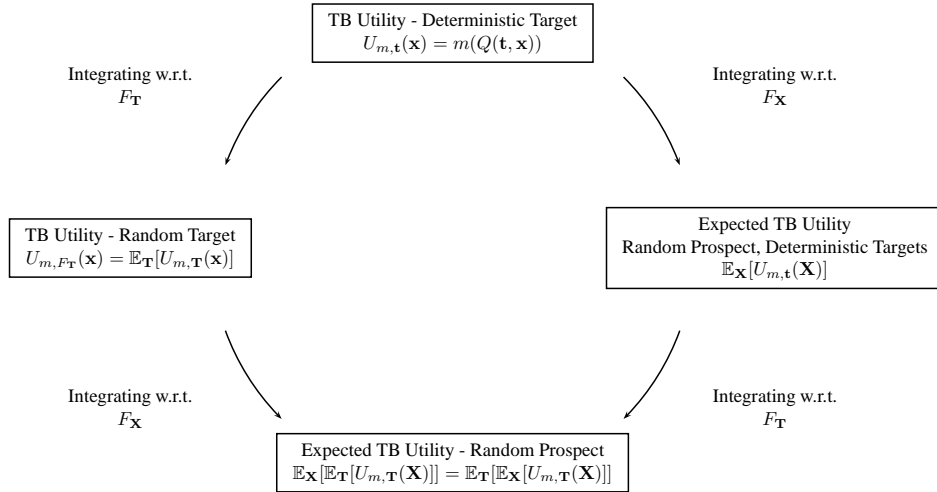 TB Utility - Deterministic Target
U_{m,𝐭}(𝐱) = m(Q(𝐭, 𝐱))
Integrating w.r.t.
F_𝐓
Integrating w.r.t.
F_𝐗
TB Utility - Random Target
U_{m,F_𝐓}(𝐱) = 𝔼_𝐓[U_{m,𝐓}(𝐱)]
Expected TB Utility
Random Prospect, Deterministic Targets
𝔼_𝐗[U_{m,𝐭}(𝐗)]
Integrating w.r.t.
F_𝐗
Integrating w.r.t.
F_𝐓
Expected TB Utility - Random Prospect
𝔼_𝐗[𝔼_𝐓[U_{m,𝐓}(𝐗)]] = 𝔼_𝐓[𝔼_𝐗[U_{m,𝐓}(𝐗)]]